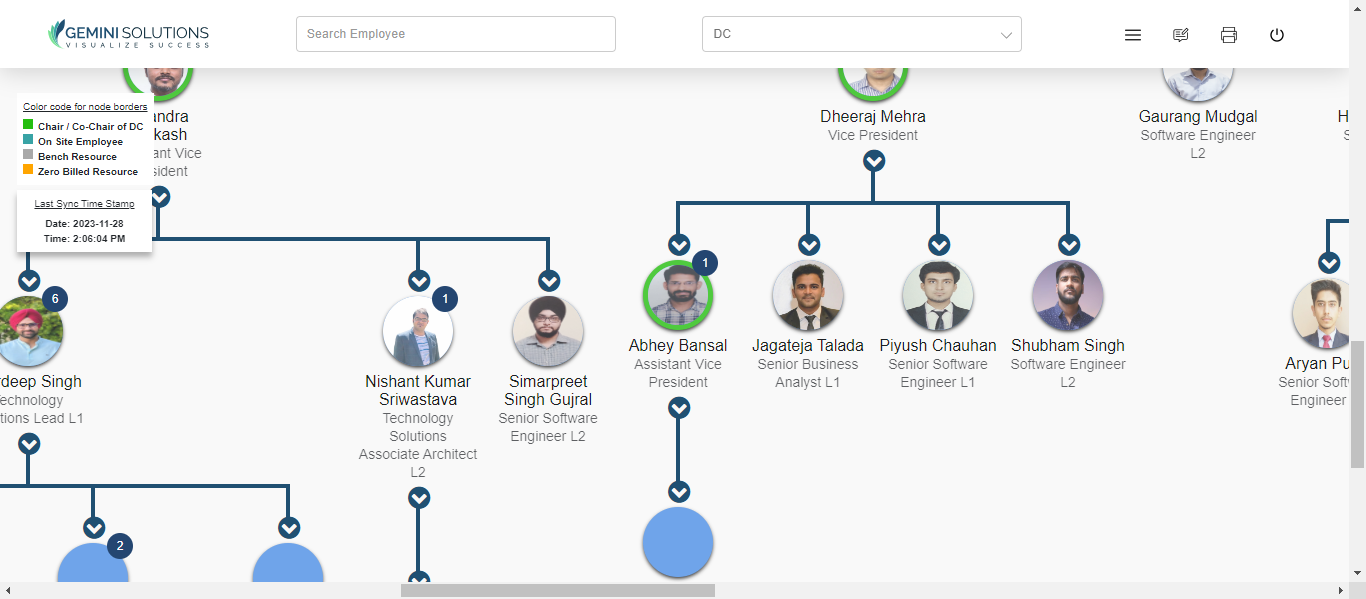 GEMINI SOLUTIONS
VISUALIZE SUCCESS
Search Employee
DC
Color code for node borders
Chair / Co-Chair of DC
On Site Employee
Bench Resource
Zero Billed Resource
Last Sync Time Stamp
Date: 2023-11-28
Time: 2:06:04 PM
andra
kash
ant Vice
sident
Dheeraj Mehra
Vice President
Gaurang Mudgal
Software Engineer
L2
H
S
6
rdeep Singh
echnology
tions Lead L1
1
Nishant Kumar
Sriwastava
Technology
Solutions
Associate Architect
L2
Simarpreet
Singh Gujral
Senior Software
Engineer L2
1
Abhey Bansal
Assistant Vice
President
Jagateja Talada
Senior Business
Analyst L1
Piyush Chauhan
Senior Software
Engineer L1
Shubham Singh
Software Engineer
L2
Aryan Pu
Senior Soft
Engineer
2